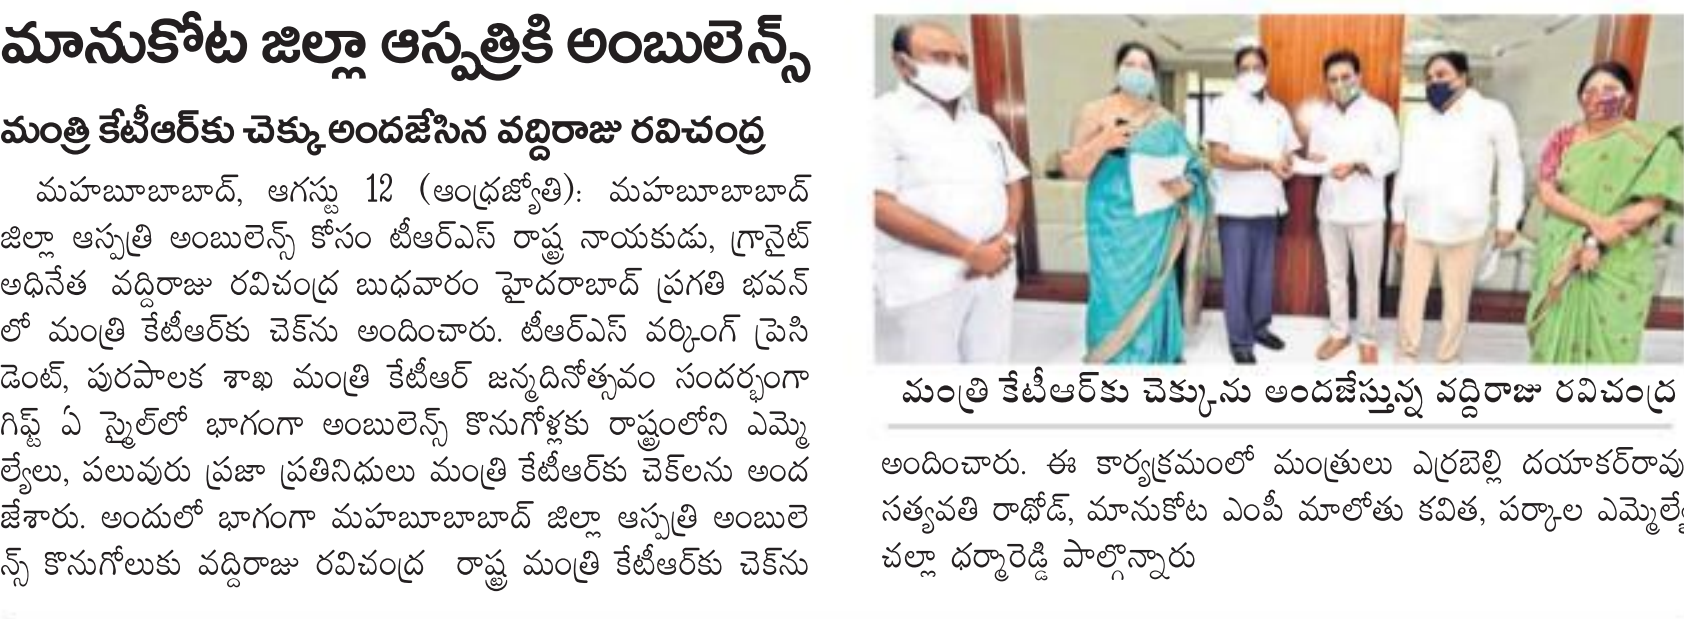 మానుకోట జిల్లా ఆస్పత్రికి అంబులెన్స్
మంత్రి కేటీఆర్‌కు చెక్కు అందజేసిన వద్దిరాజు రవిచంద్ర
మహబూబాబాద్, ఆగస్టు 12 (ఆంధ్రజ్యోతి): మహబూబాబాద్
జిల్లా ఆస్పత్రి అంబులెన్స్ కోసం టీఆర్ఎస్ రాష్ట్ర నాయకుడు, గ్రానైట్
అధినేత వద్దిరాజు రవిచంద్ర బుధవారం హైదరాబాద్ ప్రగతి భవన్
లో మంత్రి కేటీఆర్‌కు చెక్‌ను అందించారు. టీఆర్ఎస్ వర్కింగ్ ప్రెసి
డెంట్, పురపాలక శాఖ మంత్రి కేటీఆర్ జన్మదినోత్సవం సందర్భంగా
గిఫ్ట్ ఏ స్మైల్‌లో భాగంగా అంబులెన్స్ కొనుగోళ్లకు రాష్ట్రంలోని ఎమ్మె
ల్యేలు, పలువురు ప్రజా ప్రతినిధులు మంత్రి కేటీఆర్‌కు చెక్‌లను అంద
జేశారు. అందులో భాగంగా మహబూబాబాద్ జిల్లా ఆస్పత్రి అంబులె
న్స్ కొనుగోలుకు వద్దిరాజు రవిచంద్ర రాష్ట్ర మంత్రి కేటీఆర్‌కు చెక్‌ను
మంత్రి కేటీఆర్‌కు చెక్కును అందజేస్తున్న వద్దిరాజు రవిచంద్ర
అందించారు. ఈ కార్యక్రమంలో మంత్రులు ఎర్రబెల్లి దయాకర్‌రావు
సత్యవతి రాథోడ్, మానుకోట ఎంపీ మాలోతు కవిత, పర్కాల ఎమ్మెల్యే
చల్లా ధర్మారెడ్డి పాల్గొన్నారు